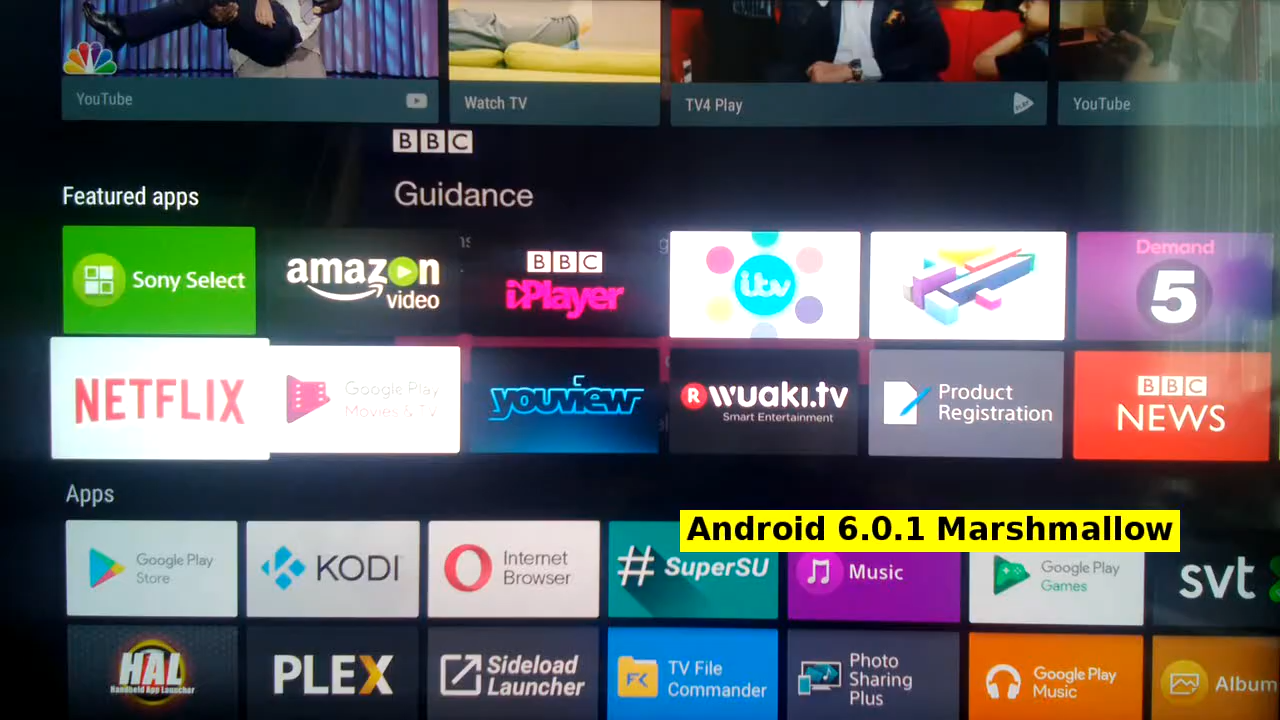 YouTube
Watch TV
TV4 Play
PLAY
YouTube
BBC
Guidance
Featured apps
Sony Select
amazon
video
BBC
iPlayer
itv
Demand
5
NETFLIX
Google Play
Movies & TV
youview
R wuaki.tv
Smart Entertainment
Product
Registration
BBC
NEWS
Apps
Android 6.0.1 Marshmallow
Google Play
Store
KODI
Internet
Browser
# SuperSU
Music
Google Play
Games
svt
HAL
Handheld App Launcher
PLEX
Sideload
Launcher
FK
TV File
Commander
Photo
Sharing
Plus
Google Play
Music
Album